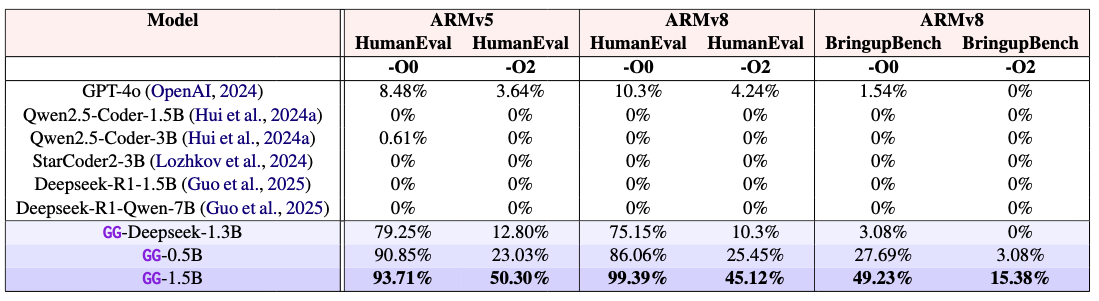 Model ARMv5 ARMv8 ARMv8
HumanEval HumanEval HumanEval HumanEval BringupBench BringupBench
-O0 -O2 -O0 -O2 -O0 -O2
GPT-4o (OpenAI, 2024) 8.48% 3.64% 10.3% 4.24% 1.54% 0%
Qwen2.5-Coder-1.5B (Hui et al., 2024a) 0% 0% 0% 0% 0% 0%
Qwen2.5-Coder-3B (Hui et al., 2024a) 0.61% 0% 0% 0% 0% 0%
StarCoder2-3B (Lozhkov et al., 2024) 0% 0% 0% 0% 0% 0%
Deepseek-R1-1.5B (Guo et al., 2025) 0% 0% 0% 0% 0% 0%
Deepseek-R1-Qwen-7B (Guo et al., 2025) 0% 0% 0% 0% 0% 0%
GG-Deepseek-1.3B 79.25% 12.80% 75.15% 10.3% 3.08% 0%
GG-0.5B 90.85% 23.03% 86.06% 25.45% 27.69% 3.08%
GG-1.5B 93.71% 50.30% 99.39% 45.12% 49.23% 15.38%